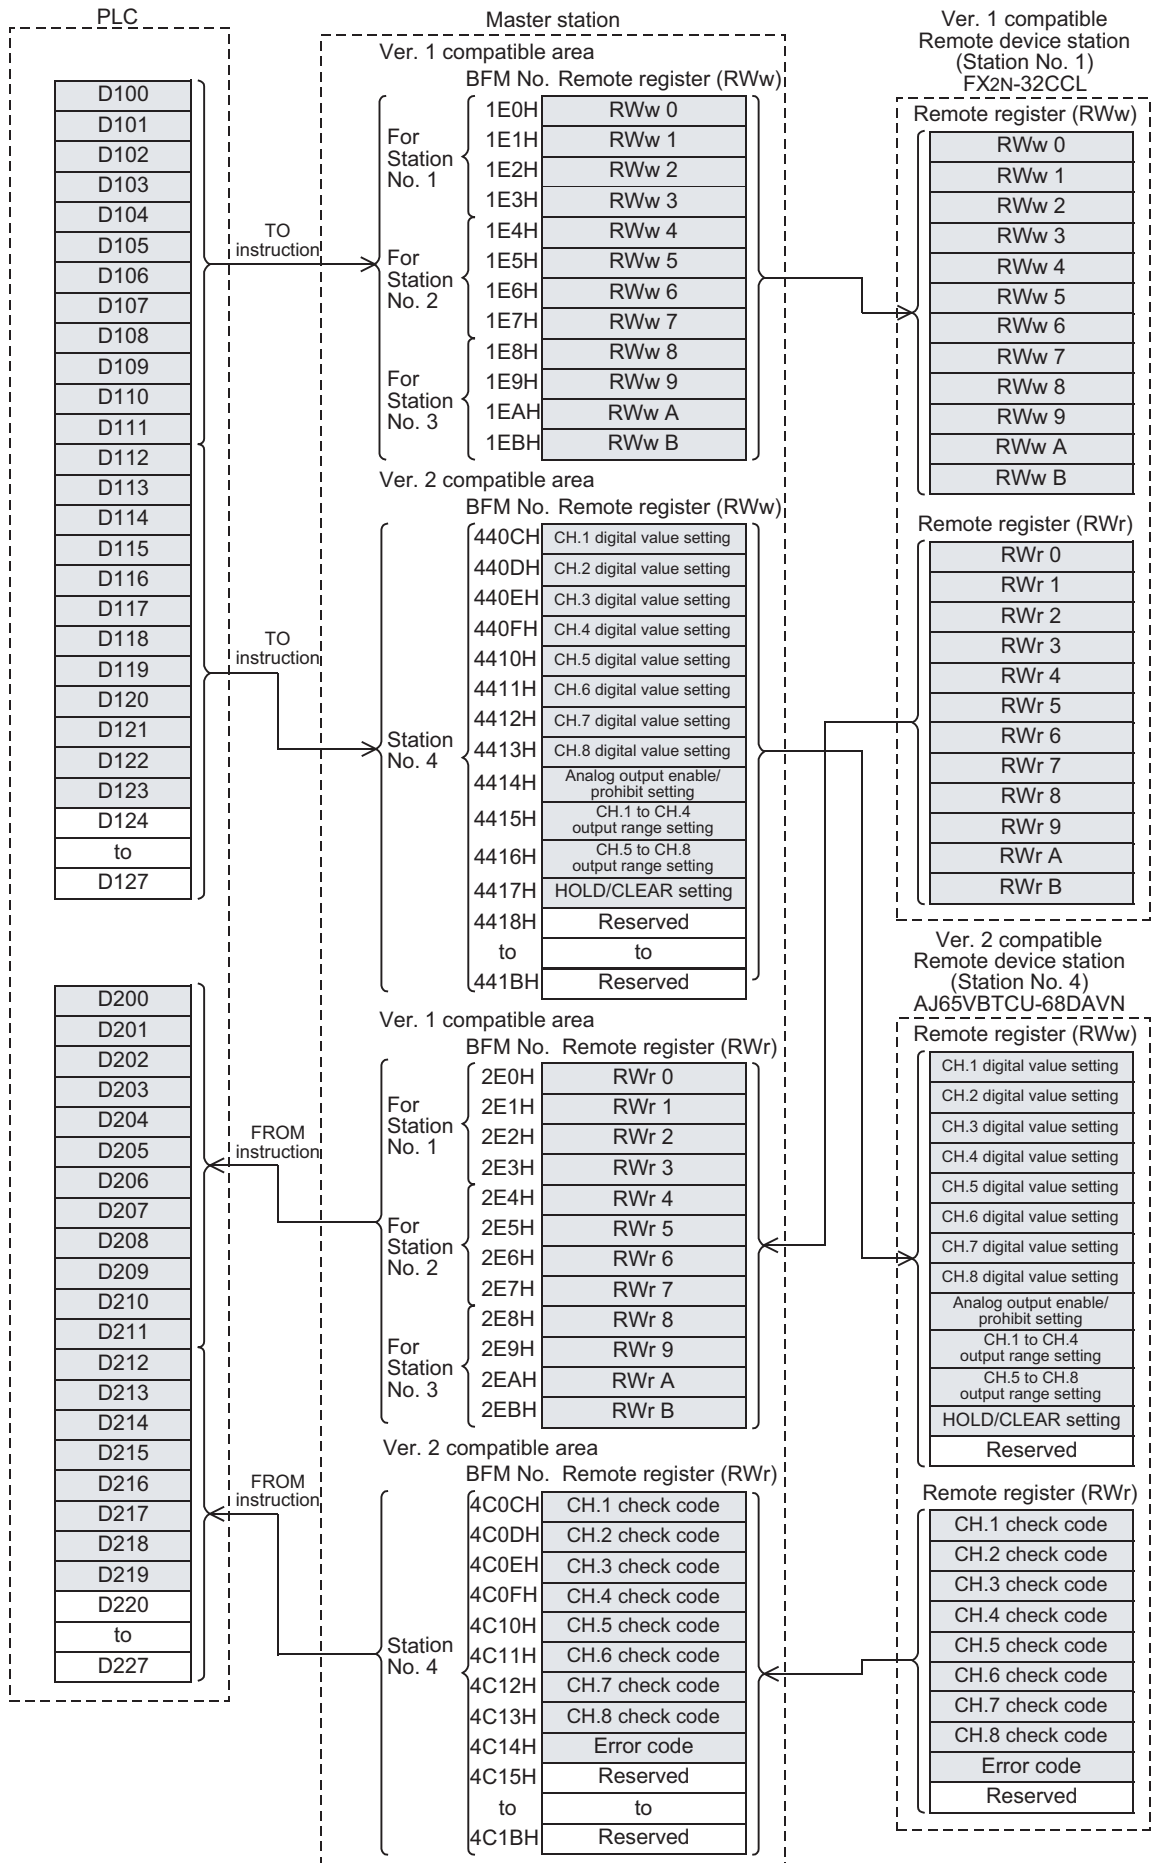 PLC
D100
D101
D102
D103
D104
D105
D106
D107
D108
D109
D110
D111
D112
D113
D114
D115
D116
D117
D118
D119
D120
D121
D122
D123
D124
to
D127
D200
D201
D202
D203
D204
D205
D206
D207
D208
D209
D210
D211
D212
D213
D214
D215
D216
D217
D218
D219
D220
to
D227
TO
instruction
TO
instruction
FROM
instruction
FROM
instruction
Master station
Ver. 1 compatible area
BFM No. Remote register (RWw)
For
Station
No. 1
1E0H RWw 0
1E1H RWw 1
1E2H RWw 2
1E3H RWw 3
For
Station
No. 2
1E4H RWw 4
1E5H RWw 5
1E6H RWw 6
1E7H RWw 7
For
Station
No. 3
1E8H RWw 8
1E9H RWw 9
1EAH RWw A
1EBH RWw B
Ver. 2 compatible area
BFM No. Remote register (RWw)
Station
No. 4
440CH CH.1 digital value setting
440DH CH.2 digital value setting
440EH CH.3 digital value setting
440FH CH.4 digital value setting
4410H CH.5 digital value setting
4411H CH.6 digital value setting
4412H CH.7 digital value setting
4413H CH.8 digital value setting
4414H Analog output enable/
prohibit setting
4415H CH.1 to CH.4
output range setting
4416H CH.5 to CH.8
output range setting
4417H HOLD/CLEAR setting
4418H Reserved
to to
441BH Reserved
Ver. 1 compatible area
BFM No. Remote register (RWr)
For
Station
No. 1
2E0H RWr 0
2E1H RWr 1
2E2H RWr 2
2E3H RWr 3
For
Station
No. 2
2E4H RWr 4
2E5H RWr 5
2E6H RWr 6
2E7H RWr 7
For
Station
No. 3
2E8H RWr 8
2E9H RWr 9
2EAH RWr A
2EBH RWr B
Ver. 2 compatible area
BFM No. Remote register (RWr)
Station
No. 4
4C0CH CH.1 check code
4C0DH CH.2 check code
4C0EH CH.3 check code
4C0FH CH.4 check code
4C10H CH.5 check code
4C11H CH.6 check code
4C12H CH.7 check code
4C13H CH.8 check code
4C14H Error code
4C15H Reserved
to to
4C1BH Reserved
Ver. 1 compatible
Remote device station
(Station No. 1)
FX2N-32CCL
Remote register (RWw)
RWw 0
RWw 1
RWw 2
RWw 3
RWw 4
RWw 5
RWw 6
RWw 7
RWw 8
RWw 9
RWw A
RWw B
Remote register (RWr)
RWr 0
RWr 1
RWr 2
RWr 3
RWr 4
RWr 5
RWr 6
RWr 7
RWr 8
RWr 9
RWr A
RWr B
Ver. 2 compatible
Remote device station
(Station No. 4)
AJ65VBTCU-68DAVN
Remote register (RWw)
CH.1 digital value setting
CH.2 digital value setting
CH.3 digital value setting
CH.4 digital value setting
CH.5 digital value setting
CH.6 digital value setting
CH.7 digital value setting
CH.8 digital value setting
Analog output enable/
prohibit setting
CH.1 to CH.4
output range setting
CH.5 to CH.8
output range setting
HOLD/CLEAR setting
Reserved
Remote register (RWr)
CH.1 check code
CH.2 check code
CH.3 check code
CH.4 check code
CH.5 check code
CH.6 check code
CH.7 check code
CH.8 check code
Error code
Reserved